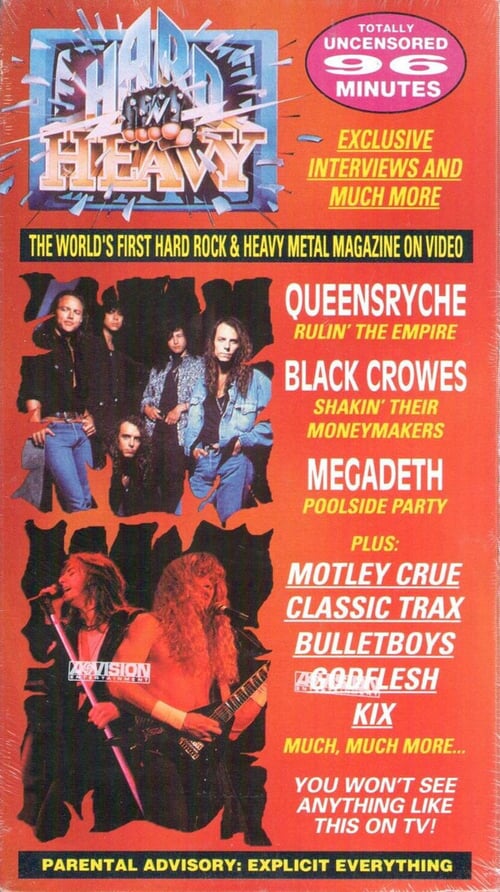 HARD
'N'
HEAVY
TOTALLY
UNCENSORED
96
MINUTES
EXCLUSIVE
INTERVIEWS AND
MUCH MORE
THE WORLD'S FIRST HARD ROCK & HEAVY METAL MAGAZINE ON VIDEO
QUEENSRYCHE
RULIN' THE EMPIRE
BLACK CROWES
SHAKIN' THEIR
MONEYMAKERS
MEGADETH
POOLSIDE PARTY
PLUS:
MOTLEY CRUE
CLASSIC TRAX
BULLETBOYS
GODFLESH
KIX
MUCH, MUCH MORE...
YOU WON'T SEE
ANYTHING LIKE
THIS ON TV!
VISION
ENTERTAINMENT
PARENTAL ADVISORY: EXPLICIT EVERYTHING